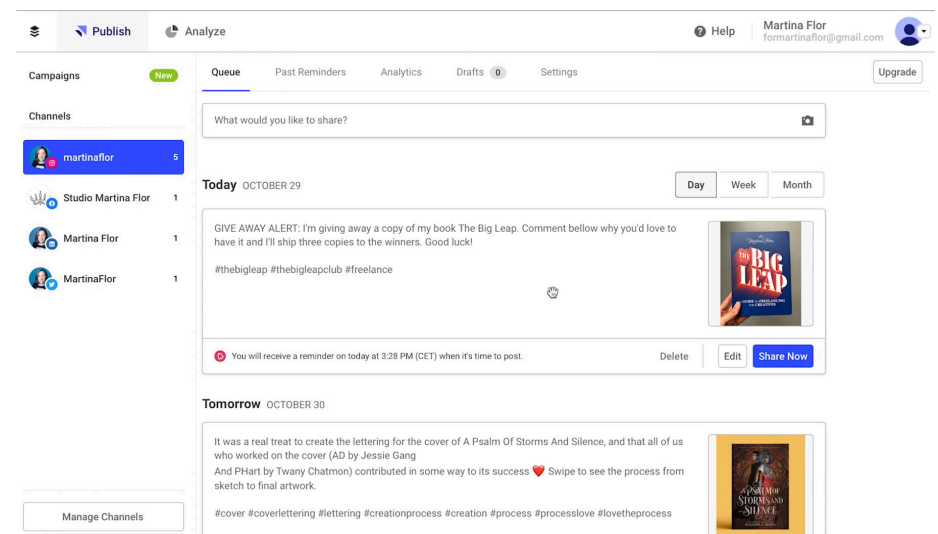 Publish
Analyze
Help
Martina Flor
formartinaflor@gmail.com
Campaigns
New
Channels
martinaflor 5
Studio Martina Flor 1
Martina Flor 1
MartinaFlor 1
Manage Channels
Queue
Past Reminders
Analytics
Drafts 0
Settings
Upgrade
What would you like to share?
Today OCTOBER 29
Day
Week
Month
GIVE AWAY ALERT: I'm giving away a copy of my book The Big Leap. Comment bellow why you'd love to
have it and I'll ship three copies to the winners. Good luck!
#thebigleap #thebigleapclub #freelance
THE
BIG
LEAP
GUIDE TO FREELANCING
FOR CREATIVES
You will receive a reminder on today at 3:28 PM (CET) when it's time to post.
Delete
Edit
Share Now
Tomorrow OCTOBER 30
It was a real treat to create the lettering for the cover of A Psalm Of Storms And Silence, and that all of us
who worked on the cover (AD by Jessie Gang
And PHart by Twany Chatmon) contributed in some way to its success ❤️ Swipe to see the process from
sketch to final artwork.
#cover #coverlettering #lettering #creationprocess #creation #process #processlove #lovetheprocess
A PSALM OF
STORMS AND
SILENCE